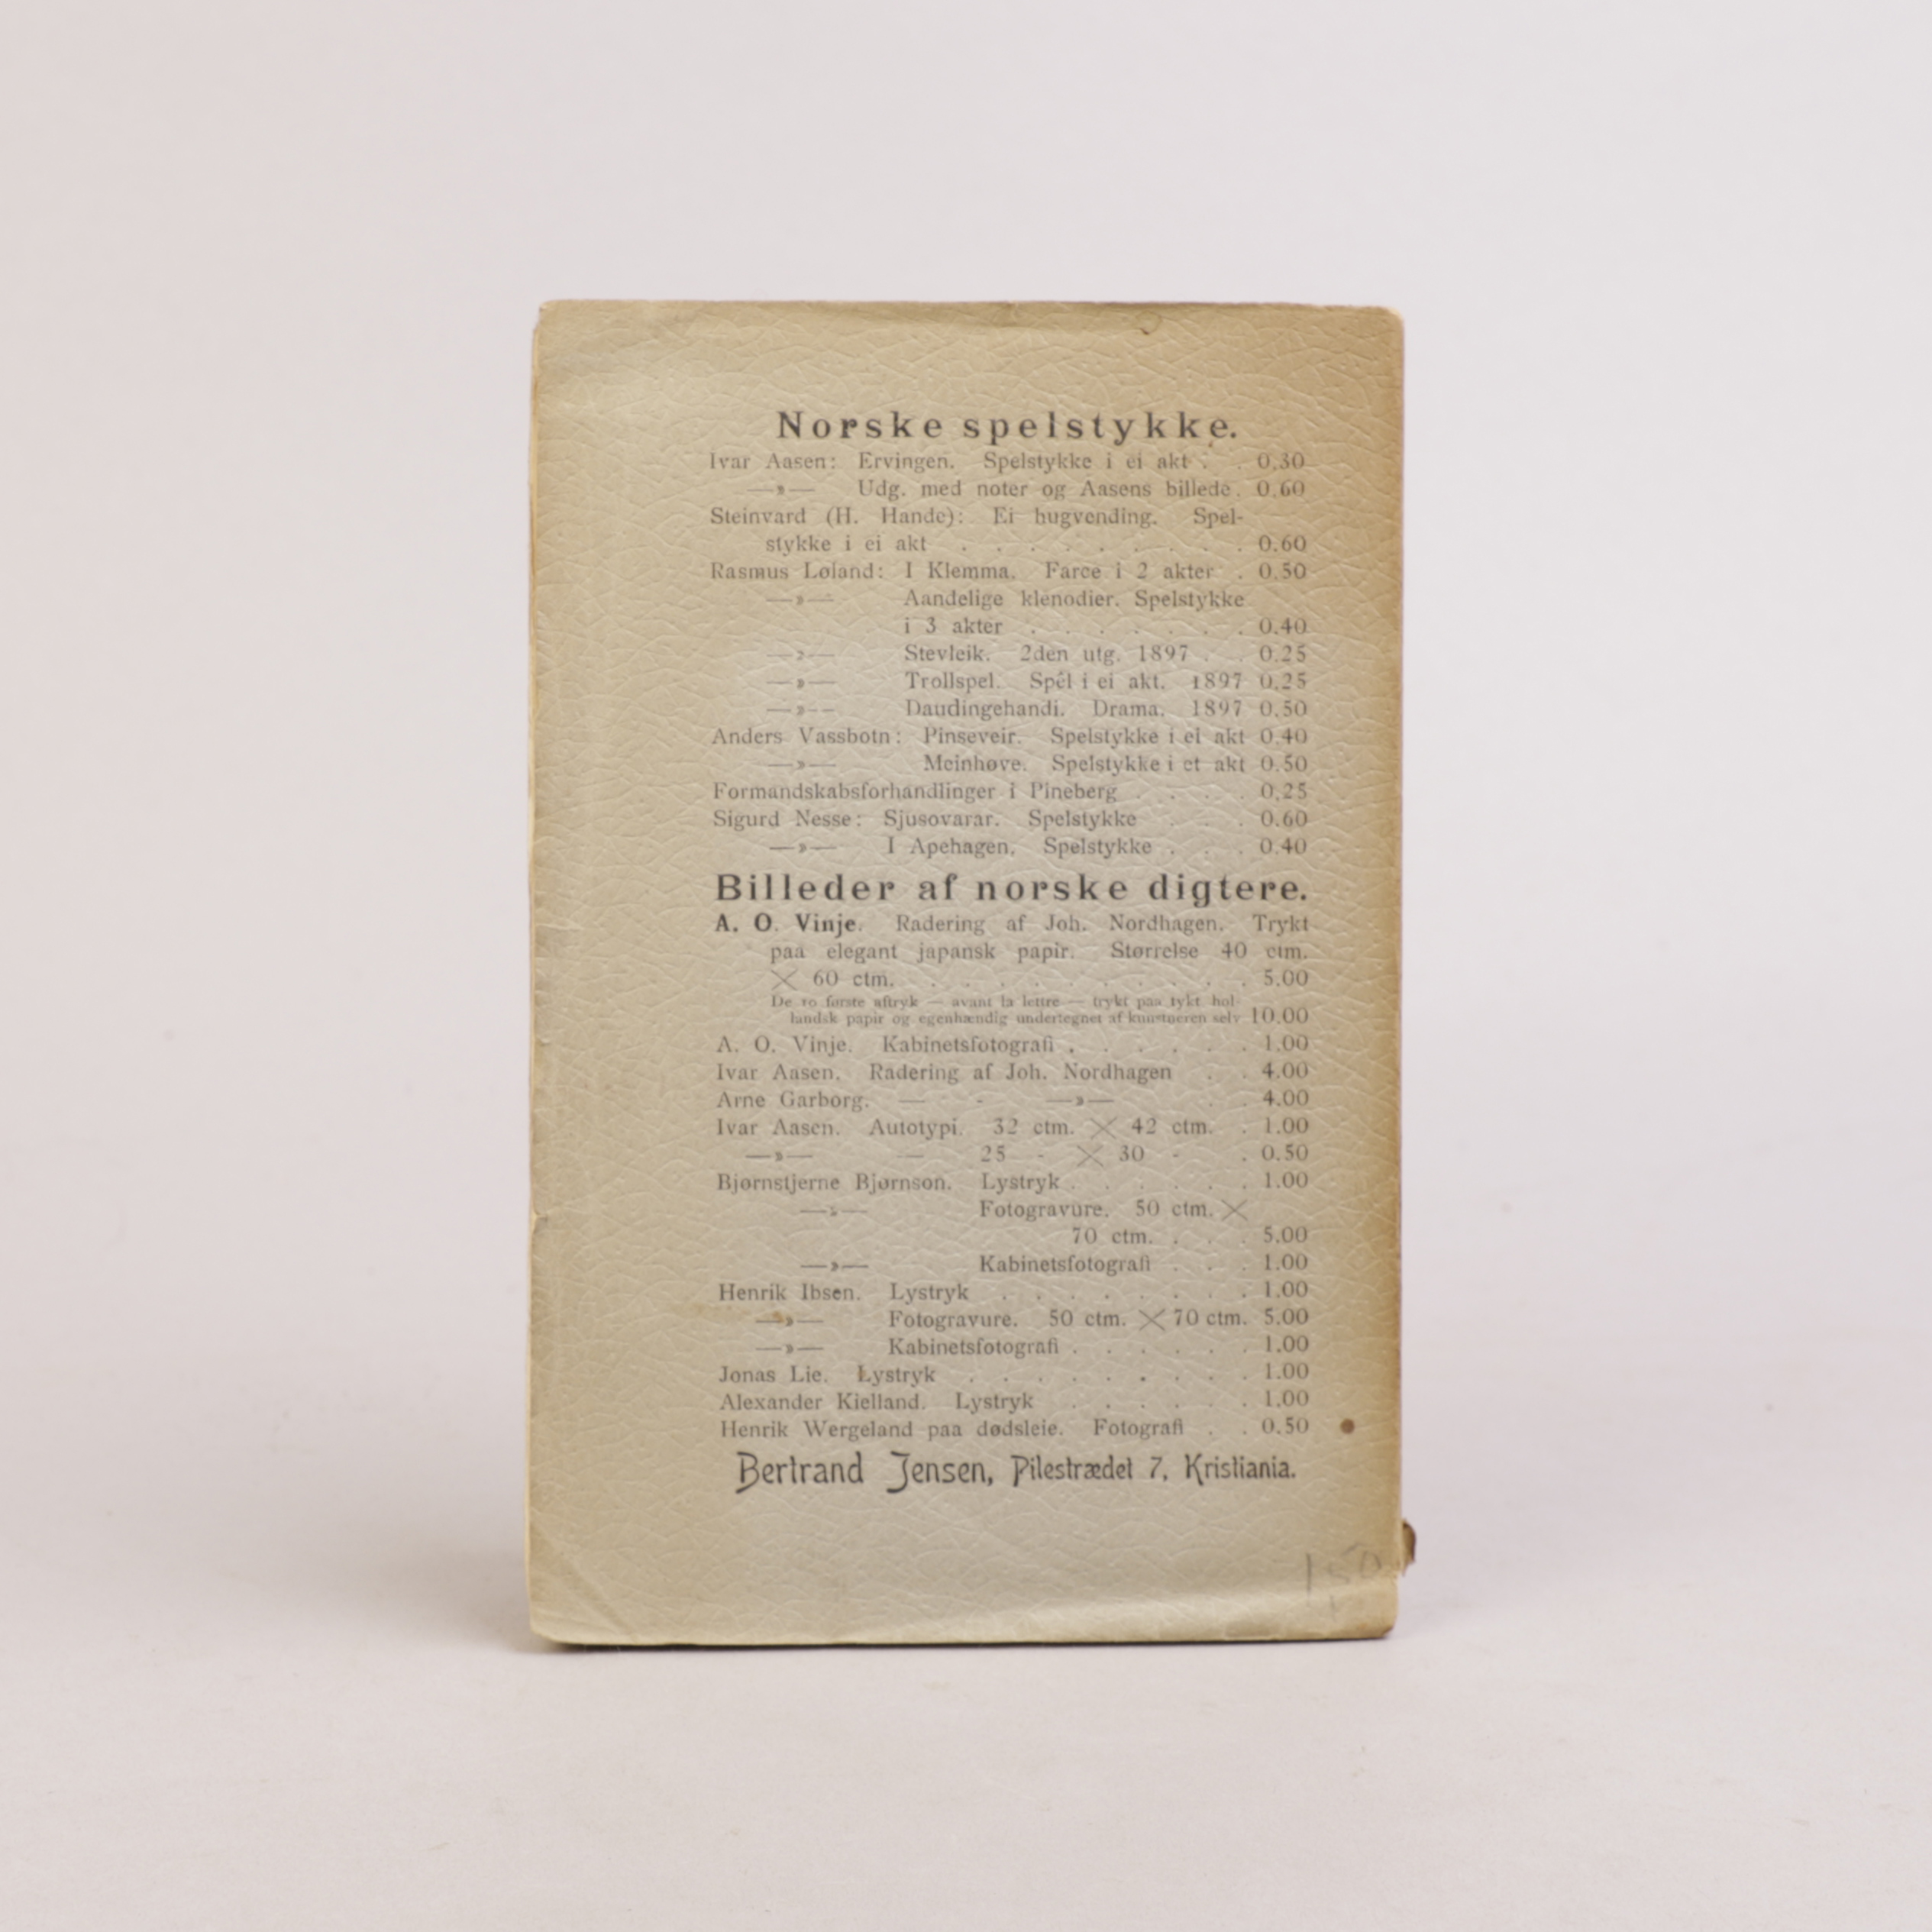 Norske spelstykke.
Ivar Aasen: Ervingen. Spelstykke i ei akt . . 0.30
—»— Udg. med noter og Aasens billede. 0.60
Steinvard (H. Hande): Ei hugvending. Spel-
stykke i ei akt . . . . . . . . 0.60
Rasmus Løland: I Klemma. Farce i 2 akter . 0.50
—»— Aandelige klenodier. Spelstykke
i 3 akter . . . . . . . 0.40
—»— Stevleik. 2den utg. 1897 . . 0.25
—»— Trollspel. Spel i ei akt. 1897 0.25
—»— Daudingehandi. Drama. 1897 0.50
Anders Vassbotn: Pinseveir. Spelstykke i ei akt 0.40
—»— Meinhøve. Spelstykke i et akt 0.50
Formandskabsforhandlinger i Pineberg . . . . 0.25
Sigurd Nesse: Sjusovarar. Spelstykke . . . 0.60
—»— I Apehagen. Spelstykke . . . 0.40
Billeder af norske digtere.
A. O. Vinje. Radering af Joh. Nordhagen. Trykt
paa elegant japansk papir. Størrelse 40 ctm.
× 60 ctm. . . . . . . . . . 5.00
De 10 første aftryk — avant la lettre — trykt paa tykt hol-
landsk papir og egenhændig undertegnet af kunstneren selv 10.00
A. O. Vinje. Kabinetsfotografi . . . . . . 1.00
Ivar Aasen. Radering af Joh. Nordhagen . . 4.00
Arne Garborg. — - —»— . . 4.00
Ivar Aasen. Autotypi. 32 ctm. × 42 ctm. . 1.00
—»— — 25 - × 30 - . 0.50
Bjørnstjerne Bjørnson. Lystryk . . . . . . 1.00
—»— Fotogravure. 50 ctm. ×
70 ctm. . . . 5.00
—»— Kabinetsfotografi . . . 1.00
Henrik Ibsen. Lystryk . . . . . . . . 1.00
—»— Fotogravure. 50 ctm. × 70 ctm. 5.00
—»— Kabinetsfotografi . . . . . . 1.00
Jonas Lie. Lystryk . . . . . . . . . 1.00
Alexander Kielland. Lystryk . . . . . . 1.00
Henrik Wergeland paa dødsleie. Fotografi . . 0.50
Bertrand Jensen, Pilestrædet 7, Kristiania.
150